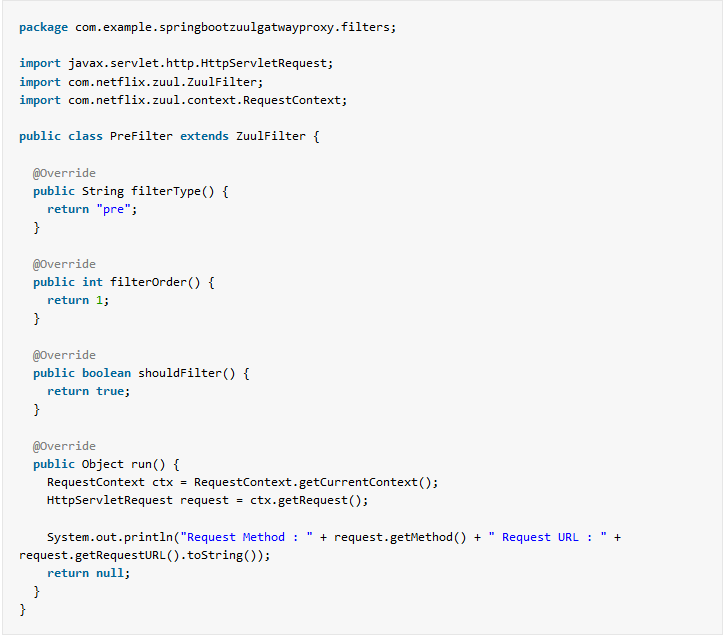 package com.example.springbootzuulgatwayproxy.filters;
import javax.servlet.http.HttpServletRequest;
import com.netflix.zuul.ZuulFilter;
import com.netflix.zuul.context.RequestContext;
public class PreFilter extends ZuulFilter {
@Override
public String filterType() {
return "pre";
}
@Override
public int filterOrder() {
return 1;
}
@Override
public boolean shouldFilter() {
return true;
}
@Override
public Object run() {
RequestContext ctx = RequestContext.getCurrentContext();
HttpServletRequest request = ctx.getRequest();
System.out.println("Request Method : " + request.getMethod() + " Request URL : " +
request.getRequestURL().toString());
return null;
}
}